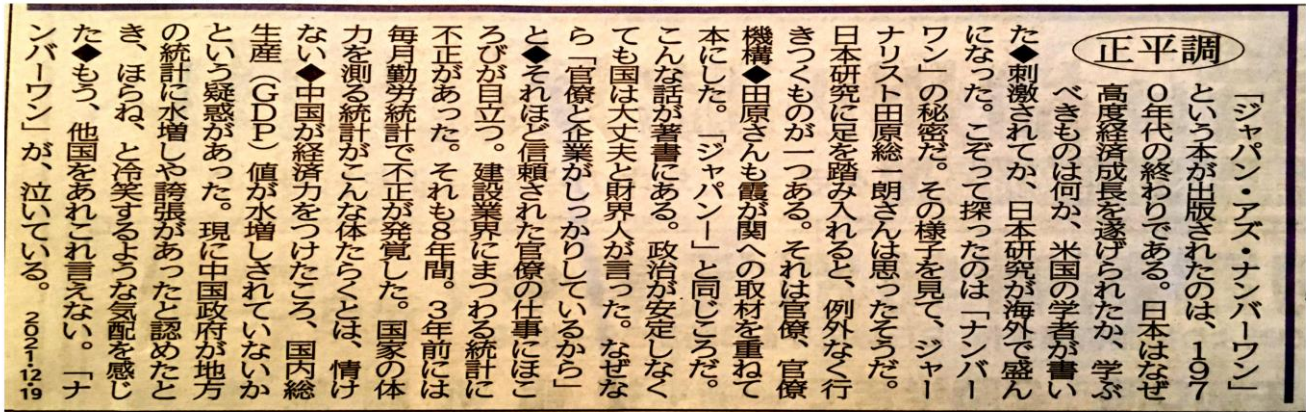 正平調
「ジャパン・アズ・ナンバーワン」
という本が出版されたのは、197
0年代の終わりである。日本はなぜ
高度経済成長を遂げられたか、学ぶ
べきものは何か、米国の学者が書い
た◆刺激されてか、日本研究が海外で盛ん
になった。こぞって探ったのは「ナンバー
ワン」の秘密だ。その様子を見て、ジャー
ナリスト田原総一朗さんは思ったそうだ。
日本研究に足を踏み入れると、例外なく行
きつくものが一つある。それは官僚、官僚
機構◆田原さんも霞が関への取材を重ねて
本にした。「ジャパン」と同じころだ。
こんな話が著書にある。政治が安定しなく
ても国は大丈夫と財界人が言った。なぜな
ら「官僚と企業がしっかりしているから」
と◆それほど信頼された官僚の仕事にほこ
ろびが目立つ。建設業界にまつわる統計に
不正があった。それも8年間。3年前には
毎月勤労統計で不正が発覚した。国家の体
力を測る統計がこんな体たらくとは、情け
ない◆中国が経済力をつけたころ、国内総
生産（GDP）値が水増しされていないか
という疑惑があった。現に中国政府が地方
の統計に水増しや誇張があったと認めたと
き、ほらね、と冷笑するような気配を感じ
た◆もう、他国をあれこれ言えない。「ナ
ンバーワン」が、泣いている。
2021・12・19